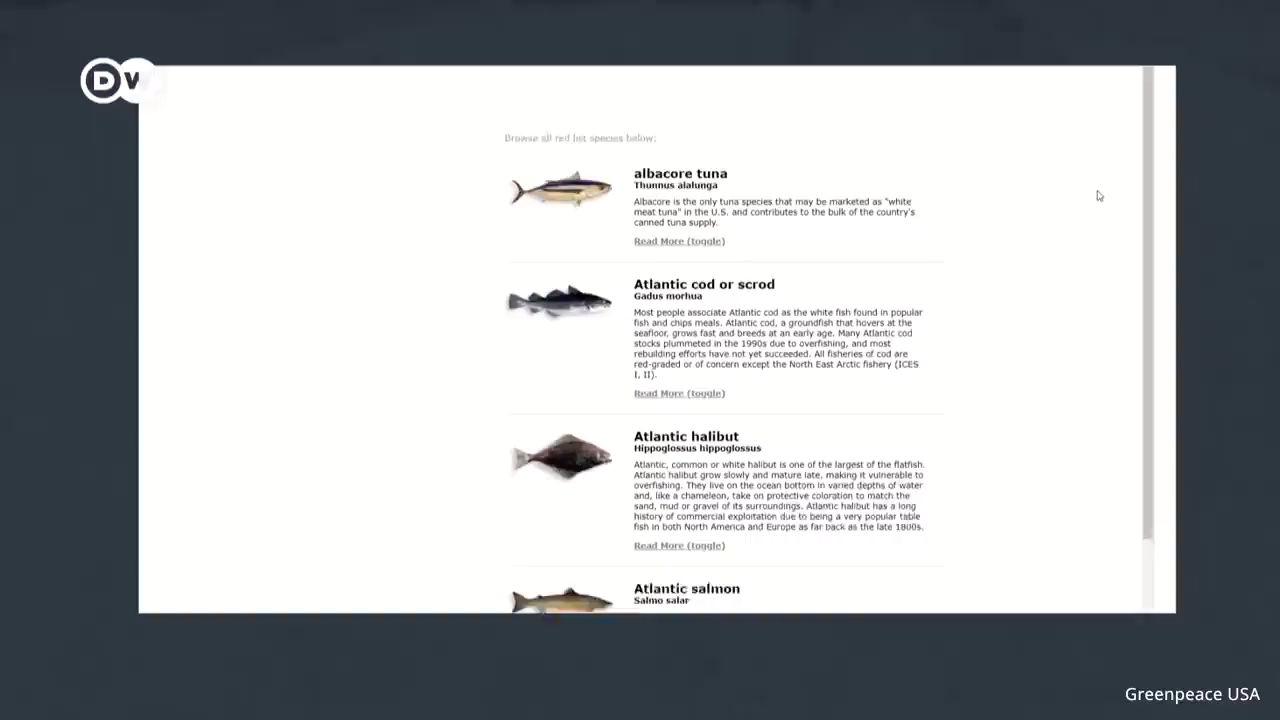 DW
Browse all red list species below:
albacore tuna
Thunnus alalunga
Albacore is the only tuna species that may be marketed as "white
meat tuna" in the U.S. and contributes to the bulk of the country's
canned tuna supply.
Read More (toggle)
Atlantic cod or scrod
Gadus morhua
Most people associate Atlantic cod as the white fish found in popular
fish and chips meals. Atlantic cod, a groundfish that hovers at the
seafloor, grows fast and breeds at an early age. Many Atlantic cod
stocks plummeted in the 1990s due to overfishing, and most
rebuilding efforts have not yet succeeded. All fisheries of cod are
red-graded or of concern except the North East Arctic fishery (ICES
I, II).
Read More (toggle)
Atlantic halibut
Hippoglossus hippoglossus
Atlantic, common or white halibut is one of the largest of the flatfish.
Atlantic halibut grow slowly and mature late, making it vulnerable to
overfishing. They live on the ocean bottom in varied depths of water
and, like a chameleon, take on protective coloration to match the
sand, mud or gravel of its surroundings. Atlantic halibut has a long
history of commercial exploitation due to being a very popular table
fish in both North America and Europe as far back as the late 1800s.
Read More (toggle)
Atlantic salmon
Salmo salar
Greenpeace USA